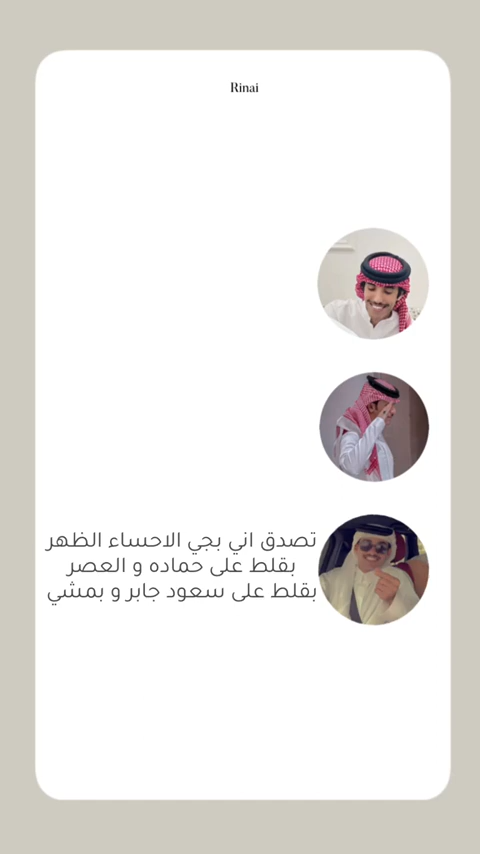 Rinai
تصدق اني بجي الاحساء الظهر
بقلط على حماده و العصر
بقلط على سعود جابر و بمشي